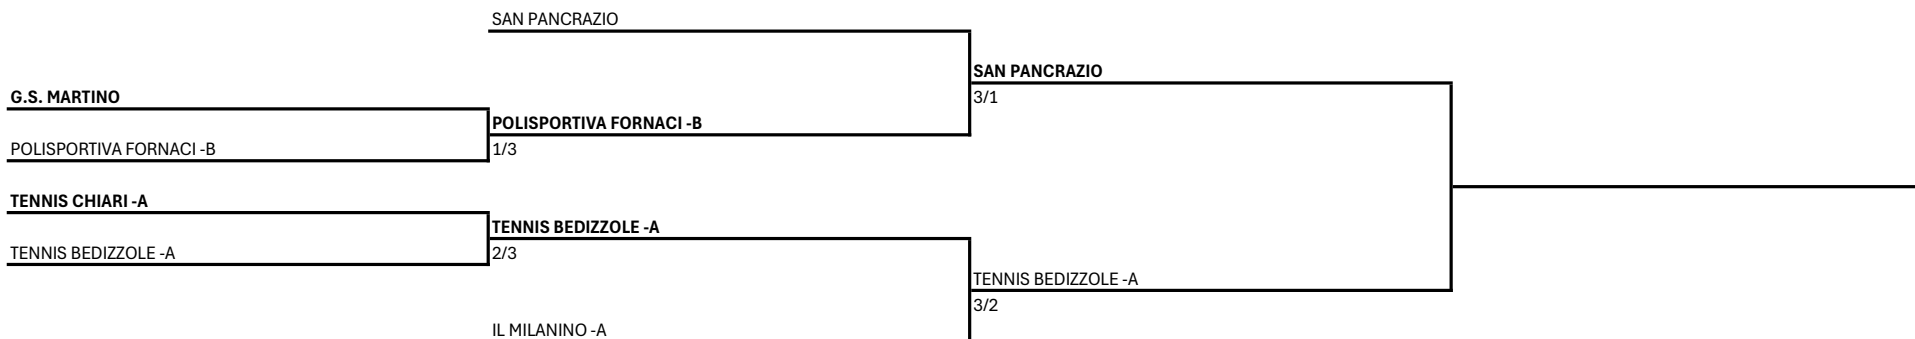 SAN PANCRAZIO
SAN PANCRAZIO
G.S. MARTINO
3/1
POLISPORTIVA FORNACI -B
POLISPORTIVA FORNACI -B
1/3
TENNIS CHIARI -A
TENNIS BEDIZZOLE -A
TENNIS BEDIZZOLE -A
2/3
TENNIS BEDIZZOLE -A
3/2
IL MILANINO -A